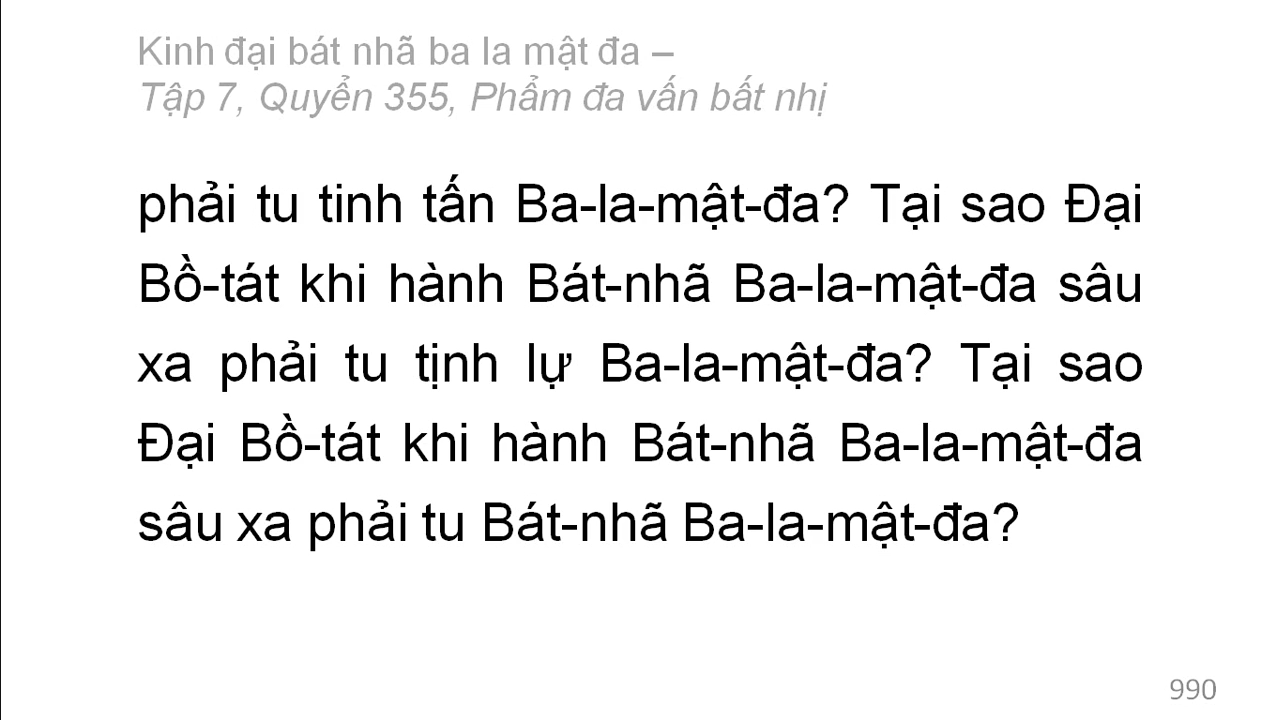 Kinh đại bát nhã ba la mật đa –
Tập 7, Quyển 355, Phẩm đa vấn bất nhị
phải tu tinh tấn Ba-la-mật-đa? Tại sao Đại
Bồ-tát khi hành Bát-nhã Ba-la-mật-đa sâu
xa phải tu tịnh lự Ba-la-mật-đa? Tại sao
Đại Bồ-tát khi hành Bát-nhã Ba-la-mật-đa
sâu xa phải tu Bát-nhã Ba-la-mật-đa?
990